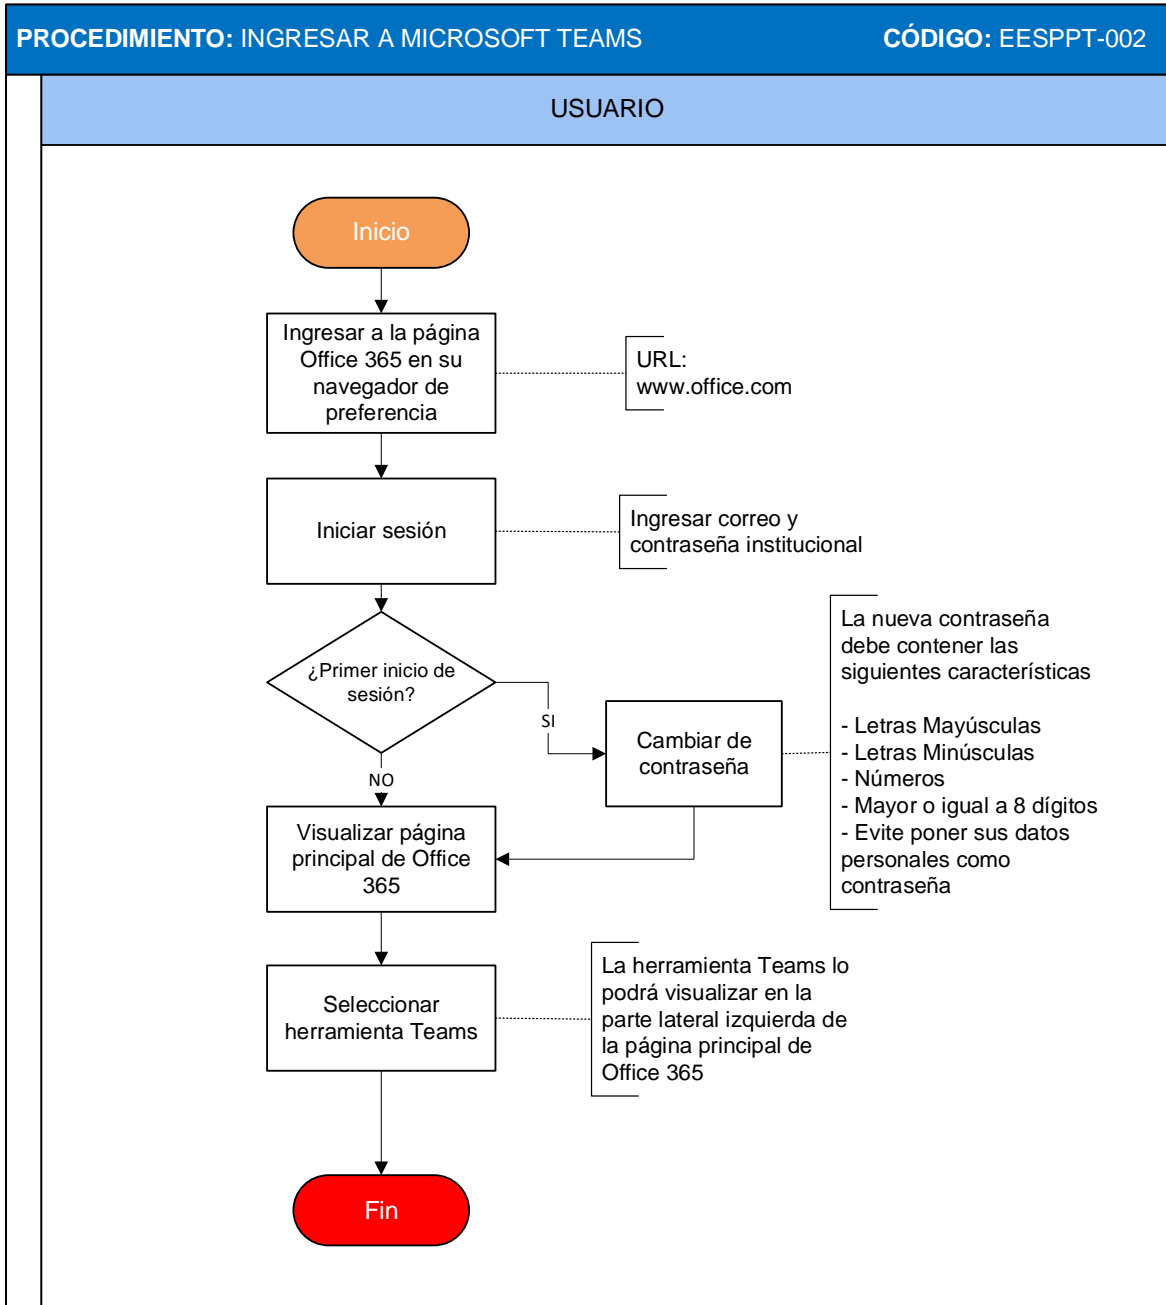 PROCEDIMIENTO: INGRESAR A MICROSOFT TEAMS CÓDIGO: EESPPT-002
USUARIO
Inicio
Ingresar a la página
Office 365 en su
navegador de
preferencia
URL:
www.office.com
Iniciar sesión
Ingresar correo y
contraseña institucional
¿Primer inicio de
sesión?
SI
NO
Cambiar de
contraseña
La nueva contraseña
debe contener las
siguientes característícas
- Letras Mayúsculas
- Letras Minúsculas
- Números
- Mayor o igual a 8 dígitos
- Evite poner sus datos
personales como
contraseña
Visualizar página
principal de Office
365
Seleccionar
herramienta Teams
La herramienta Teams lo
podrá visualizar en la
parte lateral izquierda de
la página principal de
Office 365
Fin